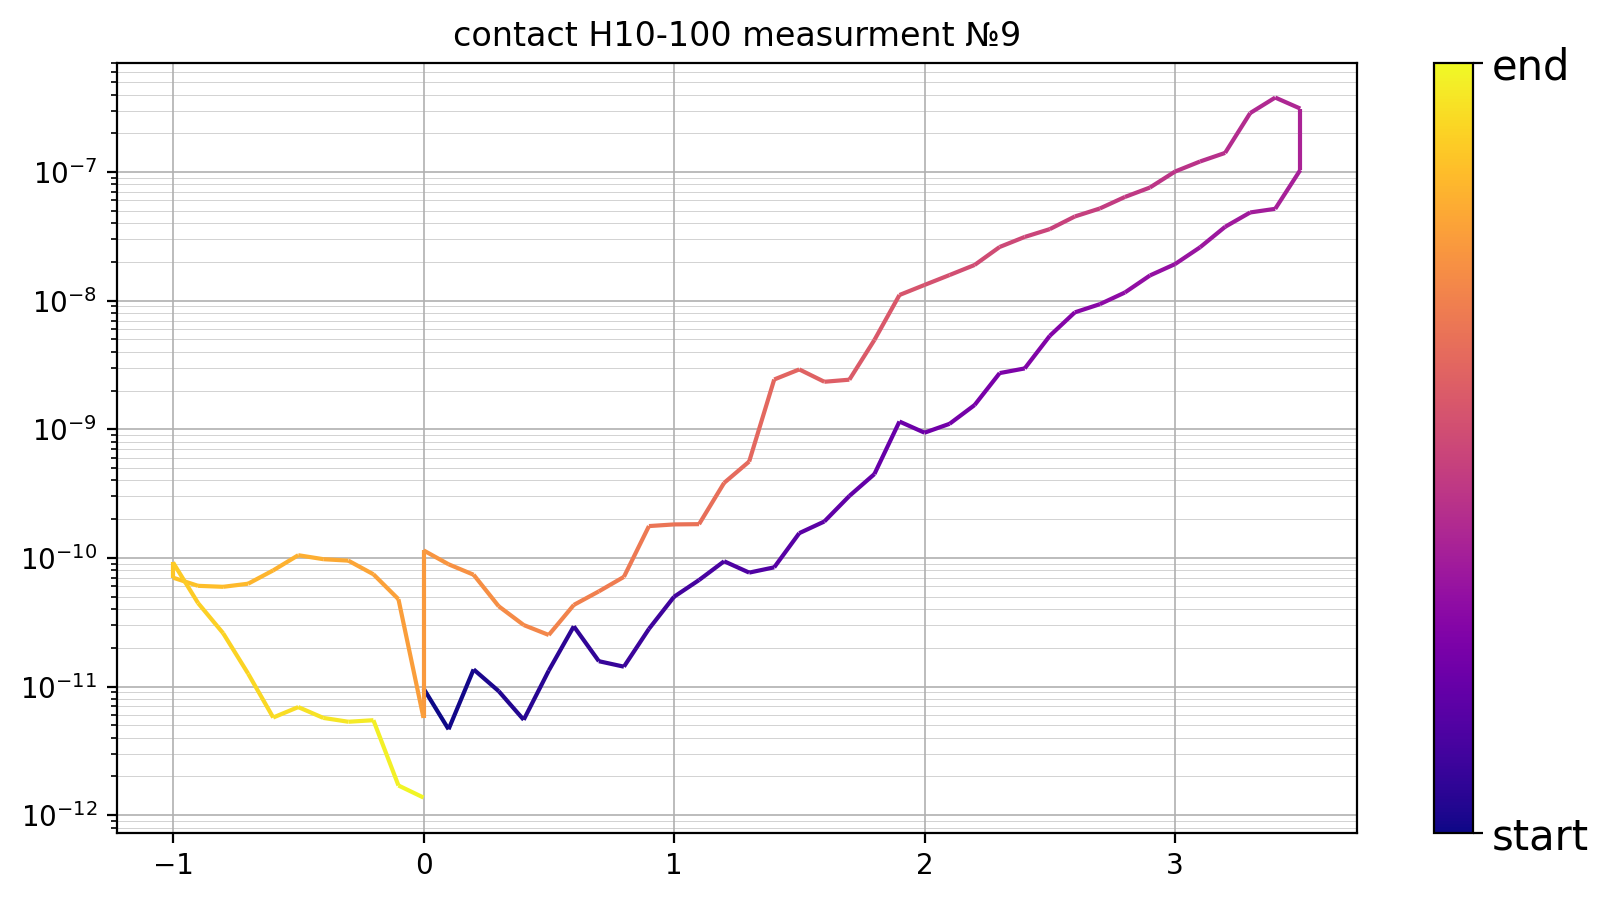 contact H10-100 measurment №9
end
10⁻⁷
10⁻⁸
10⁻⁹
10⁻¹⁰
10⁻¹¹
10⁻¹²
start
−1 0 1 2 3